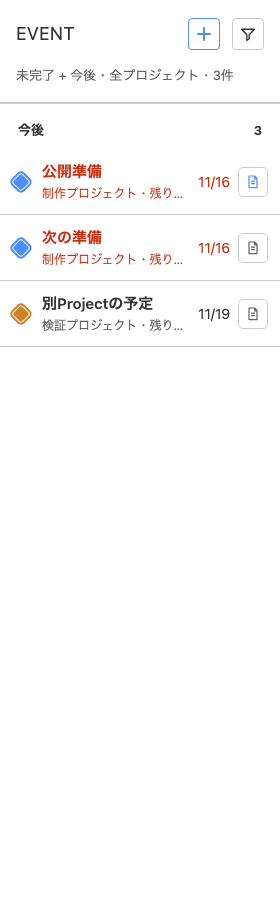 EVENT
未完了 + 今後・全プロジェクト・3件
今後 3
公開準備
制作プロジェクト・残り... 11/16
次の準備
制作プロジェクト・残り... 11/16
別Projectの予定
検証プロジェクト・残り... 11/19